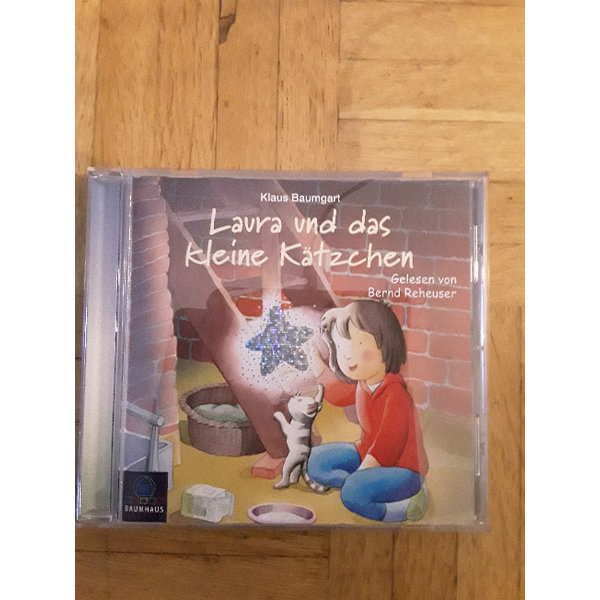 Klaus Baumgart
Laura und das
kleine Kätzchen
Gelesen von
Bernd Reheuser
BAUMHAUS